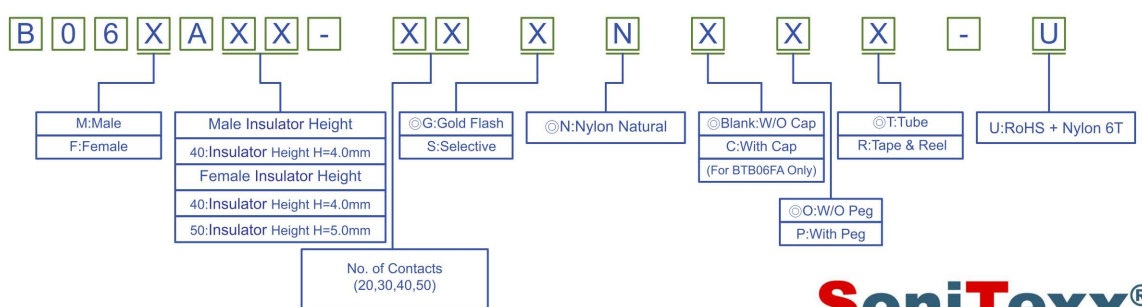 B 0 6 X A X X - X X X N X X X - U
M:Male
F:Female
Male Insulator Height
40:Insulator Height H=4.0mm
Female Insulator Height
40:Insulator Height H=4.0mm
50:Insulator Height H=5.0mm
No. of Contacts
(20,30,40,50)
◎G:Gold Flash
S:Selective
◎N:Nylon Natural
◎Blank:W/O Cap
C:With Cap
(For BTB06FA Only)
◎O:W/O Peg
P:With Peg
◎T:Tube
R:Tape & Reel
U:RoHS + Nylon 6T
SoniTexx®